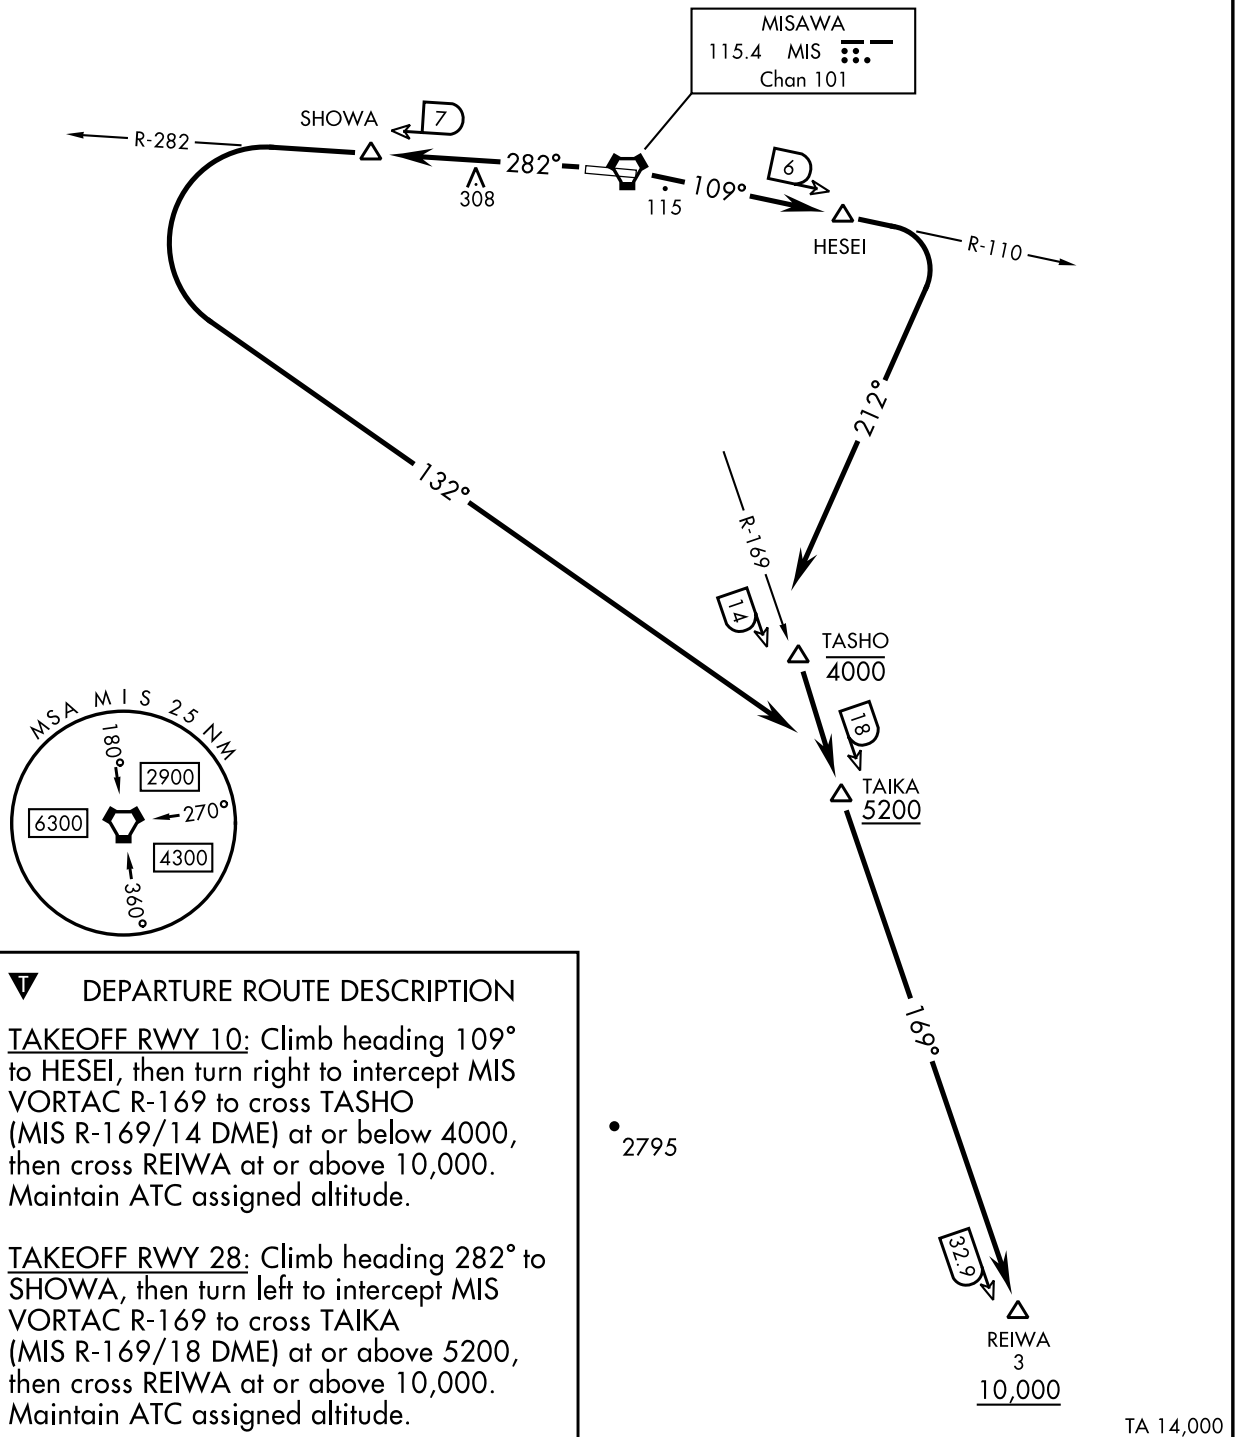 MISAWA
115.4 MIS
Chan 101
SHOWA
7
R-282
282°
308
115
109°
6
HESEI
R-110
212°
132°
R-169
14
TASHO
4000
18
TAIKA
5200
MSA MIS 25 NM
180°
2900
270°
6300
4300
360°
169°
T
DEPARTURE ROUTE DESCRIPTION
TAKEOFF RWY 10: Climb heading 109°
to HESEI, then turn right to intercept MIS
VORTAC R-169 to cross TASHO
(MIS R-169/14 DME) at or below 4000,
then cross REIWA at or above 10,000.
Maintain ATC assigned altitude.
TAKEOFF RWY 28: Climb heading 282° to
SHOWA, then turn left to intercept MIS
VORTAC R-169 to cross TAIKA
(MIS R-169/18 DME) at or above 5200,
then cross REIWA at or above 10,000.
Maintain ATC assigned altitude.
2795
32.9
REIWA
3
10,000
TA 14,000